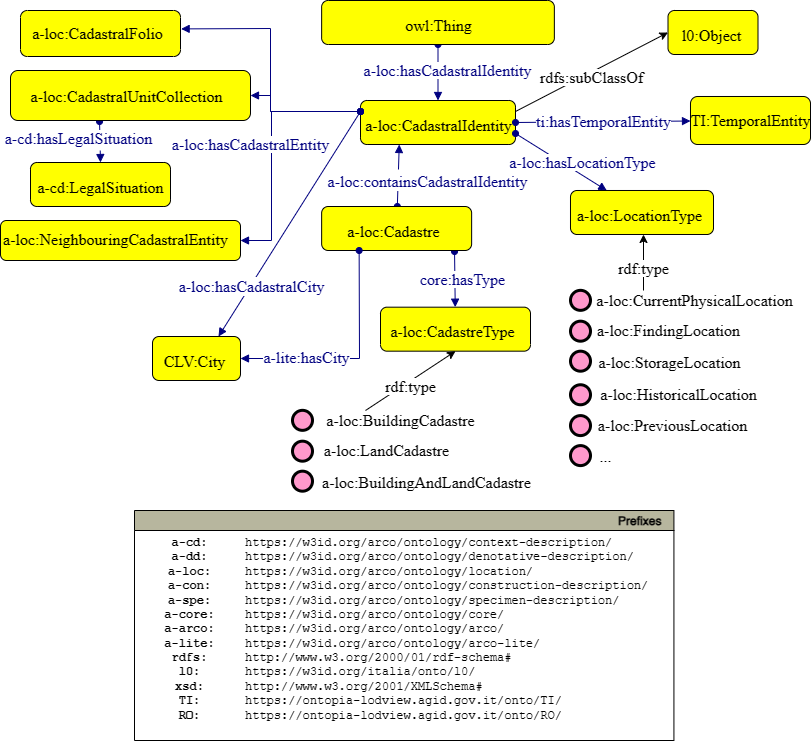 owl:Thing
a-loc:CadastralFolio
l0:Object
a-loc:hasCadastralIdentity
rdfs:subClassOf
a-loc:CadastralUnitCollection
a-loc:CadastralIdentity
ti:hasTemporalEntity
TI:TemporalEntity
a-cd:hasLegalSituation
a-loc:hasCadastralEntity
a-loc:hasLocationType
a-cd:LegalSituation
a-loc:containsCadastralIdentity
a-loc:LocationType
a-loc:NeighbouringCadastralEntity
a-loc:Cadastre
rdf:type
core:hasType
a-loc:hasCadastralCity
a-loc:CurrentPhysicalLocation
a-loc:CadastreType
a-loc:FindingLocation
CLV:City
a-lite:hasCity
a-loc:StorageLocation
rdf:type
a-loc:HistoricalLocation
a-loc:BuildingCadastre
a-loc:PreviousLocation
a-loc:LandCadastre
...
a-loc:BuildingAndLandCadastre
Prefixes
a-cd: https://w3id.org/arco/ontology/context-description/
a-dd: https://w3id.org/arco/ontology/denotative-description/
a-loc: https://w3id.org/arco/ontology/location/
a-con: https://w3id.org/arco/ontology/construction-description/
a-spe: https://w3id.org/arco/ontology/specimen-description/
a-core: https://w3id.org/arco/ontology/core/
a-arco: https://w3id.org/arco/ontology/arco/
a-lite: https://w3id.org/arco/ontology/arco-lite/
rdfs: http://www.w3.org/2000/01/rdf-schema#
l0: https://w3id.org/italia/onto/l0/
xsd: http://www.w3.org/2001/XMLSchema#
TI: https://ontopia-lodview.agid.gov.it/onto/TI/
RO: https://ontopia-lodview.agid.gov.it/onto/RO/